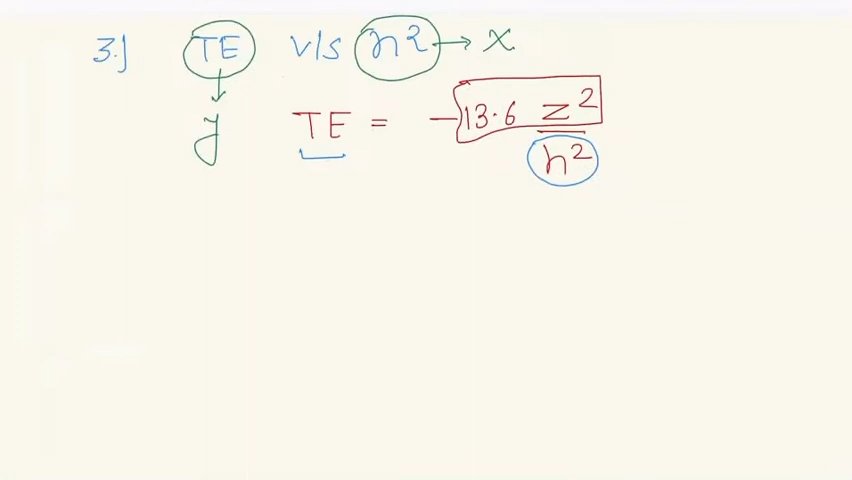 3.) TE v/s n² → x
y TE = -13.6 z²
n²